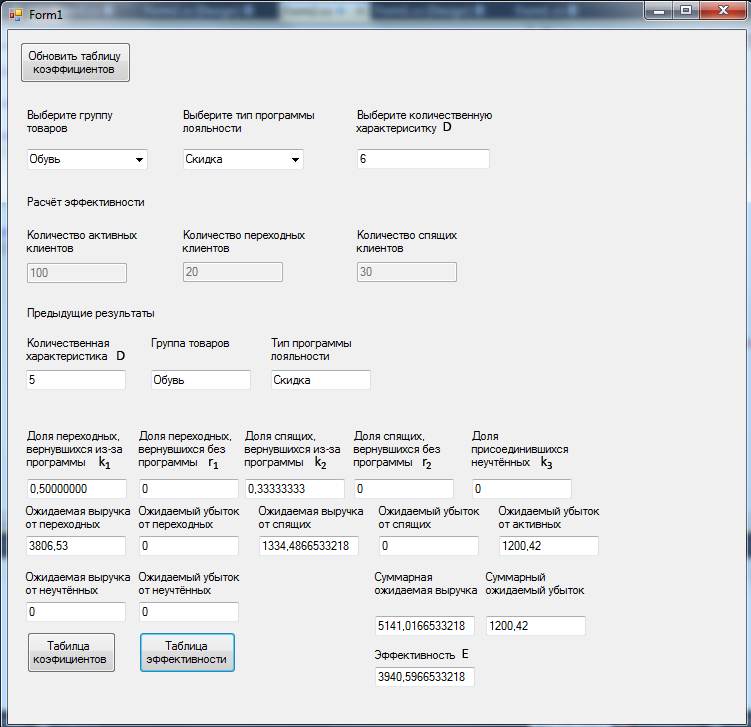 Form1
Обновить таблицу
коэффициентов
Выберите группу
товаров
Выберите тип программы
лояльности
Выберите количественную
характериситку D
Обувь
Скидка
6
Расчёт эффективности
Количество активных
клиентов
Количество переходных
клиентов
Количество спящих
клиентов
100
20
30
Предыдущие результаты
Количественная
характеристика D
Группа товаров
Тип программы
лояльности
5
Обувь
Скидка
Доля переходных,
вернувшихся из-за
программы k1
Доля переходных,
вернувшихся без
программы r1
Доля спящих,
вернувшихся из-за
программы k2
Доля спящих,
вернувшихся без
программы r2
Доля
присоединившихся
неучтённых k3
0,50000000
0
0,33333333
0
0
Ожидаемая выручка
от переходных
Ожидаемый убыток
от переходных
Ожидаемая выручка
от спящих
Ожидаемый убыток
от спящих
Ожидаемый убыток
от активных
3806,53
0
1334,4866533218
0
1200,42
Ожидаемая выручка
от неучтённых
Ожидаемый убыток
от неучтённых
Суммарная
ожидаемая выручка
Суммарный
ожидаемый убыток
0
0
5141,0166533218
1200,42
Табилца
коэфициентов
Таблица
эффективности
Эффективность E
3940,5966533218